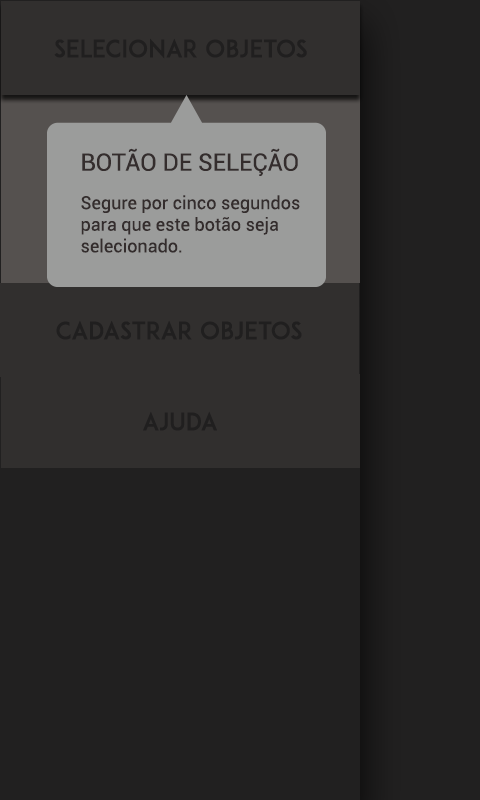 SELECIONAR OBJETOS
BOTÃO DE SELEÇÃO
Segure por cinco segundos
para que este botão seja
selecionado.
CADASTRAR OBJETOS
AJUDA